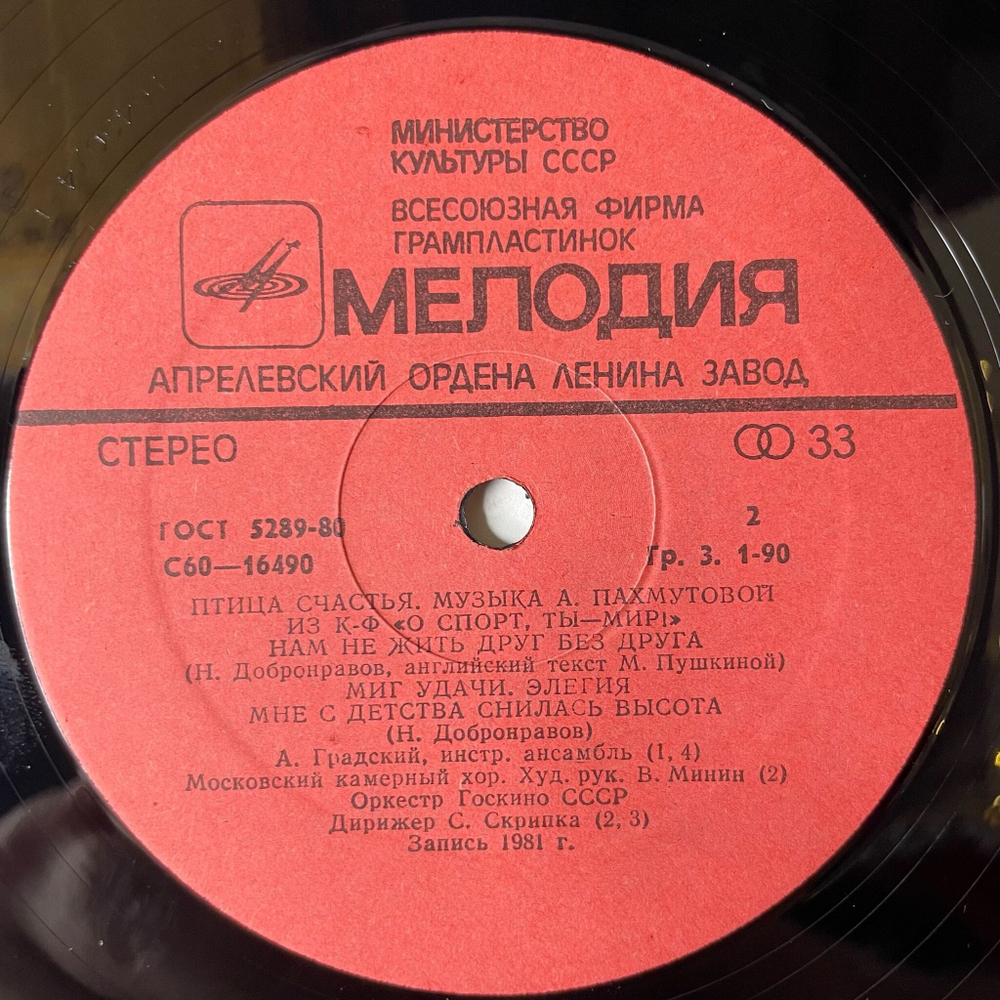 МИНИСТЕРСТВО
КУЛЬТУРЫ СССР
ВСЕСОЮЗНАЯ ФИРМА
ГРАМПЛАСТИНОК
МЕЛОДИЯ
АПРЕЛЕВСКИЙ ОРДЕНА ЛЕНИНА ЗАВОД
СТЕРЕО 33
ГОСТ 5289-80 2
С60—16490 Гр. 3. 1-90
ПТИЦА СЧАСТЬЯ. МУЗЫКА А. ПАХМУТОВОЙ
ИЗ К-Ф «О СПОРТ, ТЫ—МИР!»
НАМ НЕ ЖИТЬ ДРУГ БЕЗ ДРУГА
(Н. Добронравов, английский текст М. Пушкиной)
МИГ УДАЧИ. ЭЛЕГИЯ
МНЕ С ДЕТСТВА СНИЛАСЬ ВЫСОТА
(Н. Добронравов)
А. Градский, инстр. ансамбль (1, 4)
Московский камерный хор. Худ. рук. В. Минин (2)
Оркестр Госкино СССР
Дирижер С. Скрипка (2, 3)
Запись 1981 г.